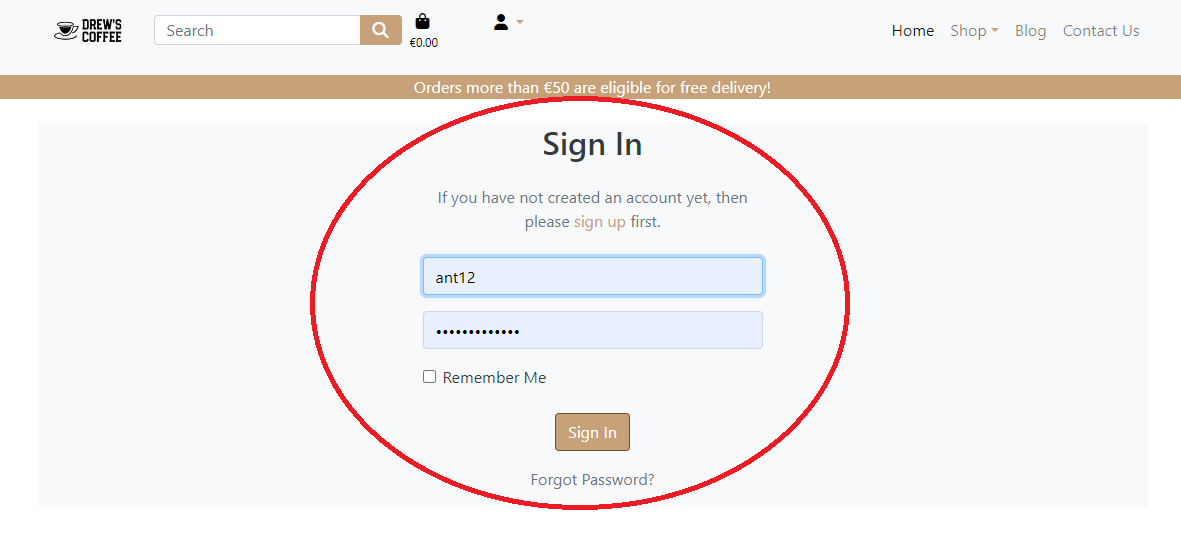 DREW'S
COFFEE
Search
€0.00
Home
Shop
Blog
Contact Us
Orders more than €50 are eligible for free delivery!
Sign In
If you have not created an account yet, then
please sign up first.
ant12
•••••••••••••
Remember Me
Sign In
Forgot Password?